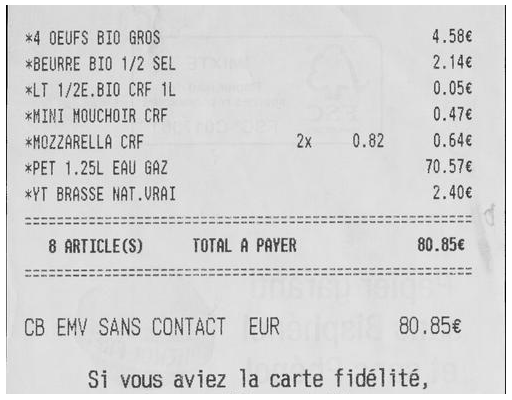 *4 OEUFS BIO GROS 4.58€
*BEURRE BIO 1/2 SEL 2.14€
*LT 1/2E.BIO CRF 1L 0.05€
*MINI MOUCHOIR CRF 0.47€
*MOZZARELLA CRF 2x 0.82 0.64€
*PET 1.25L EAU GAZ 70.57€
*YT BRASSE NAT.VRAI 2.40€
8 ARTICLE(S) TOTAL A PAYER 80.85€
CB EMV SANS CONTACT EUR 80.85€
Si vous aviez la carte fidélité,